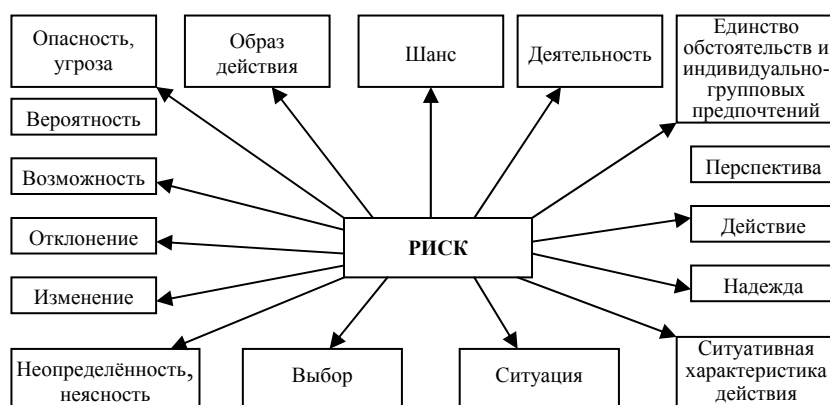 Опасность,
угроза
Образ
действия
Шанс
Деятельность
Единство
обстоятельств и
индивидуально-
групповых
предпочтений
Вероятность
Перспектива
Возможность
Действие
Отклонение
РИСК
Надежда
Изменение
Неопределённость,
неясность
Выбор
Ситуация
Ситуативная
характеристика
действия